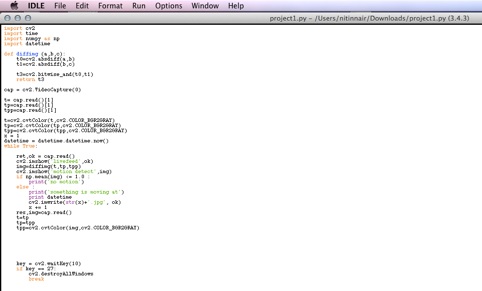 IDLE File Edit Format Run Options Window Help
project1.py - /Users/nitinnair/Downloads/project1.py (3.4.3)
import cv2
import time
import numpy as np
import datetime
def diffimg (a,b,c):
t0=cv2.absdiff(a,b)
t1=cv2.absdiff(b,c)
t3=cv2.bitwise_and(t0,t1)
return t3
cap = cv2.VideoCapture(0)
t= cap.read()[1]
tp=cap.read()[1]
tpp=cap.read()[1]
t=cv2.cvtColor(t,cv2.COLOR_BGR2GRAY)
tp=cv2.cvtColor(tp,cv2.COLOR_BGR2GRAY)
tpp=cv2.cvtColor(tpp,cv2.COLOR_BGR2GRAY)
x = 1
datetime = datetime.datetime.now()
while True:
ret,ok = cap.read()
cv2.imshow('livefeed',ok)
img=diffimg(t,tp,tpp)
cv2.imshow('motion detect',img)
if np.mean(img) <= 1.0 :
print('no motion')
else:
print('something is moving at')
print datetime
cv2.imwrite(str(x)+'.jpg', ok)
x += 1
res,img=cap.read()
t=tp
tp=tpp
tpp=cv2.cvtColor(img,cv2.COLOR_BGR2GRAY)
key = cv2.waitKey(10)
if key == 27:
cv2.destroyAllWindows
break